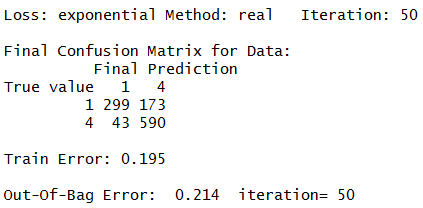 Loss: exponential Method: real   Iteration: 50
Final Confusion Matrix for Data:
Final Prediction
True value   1   4
1 299 173
4  43 590
Train Error: 0.195
Out-Of-Bag Error:  0.214  iteration= 50